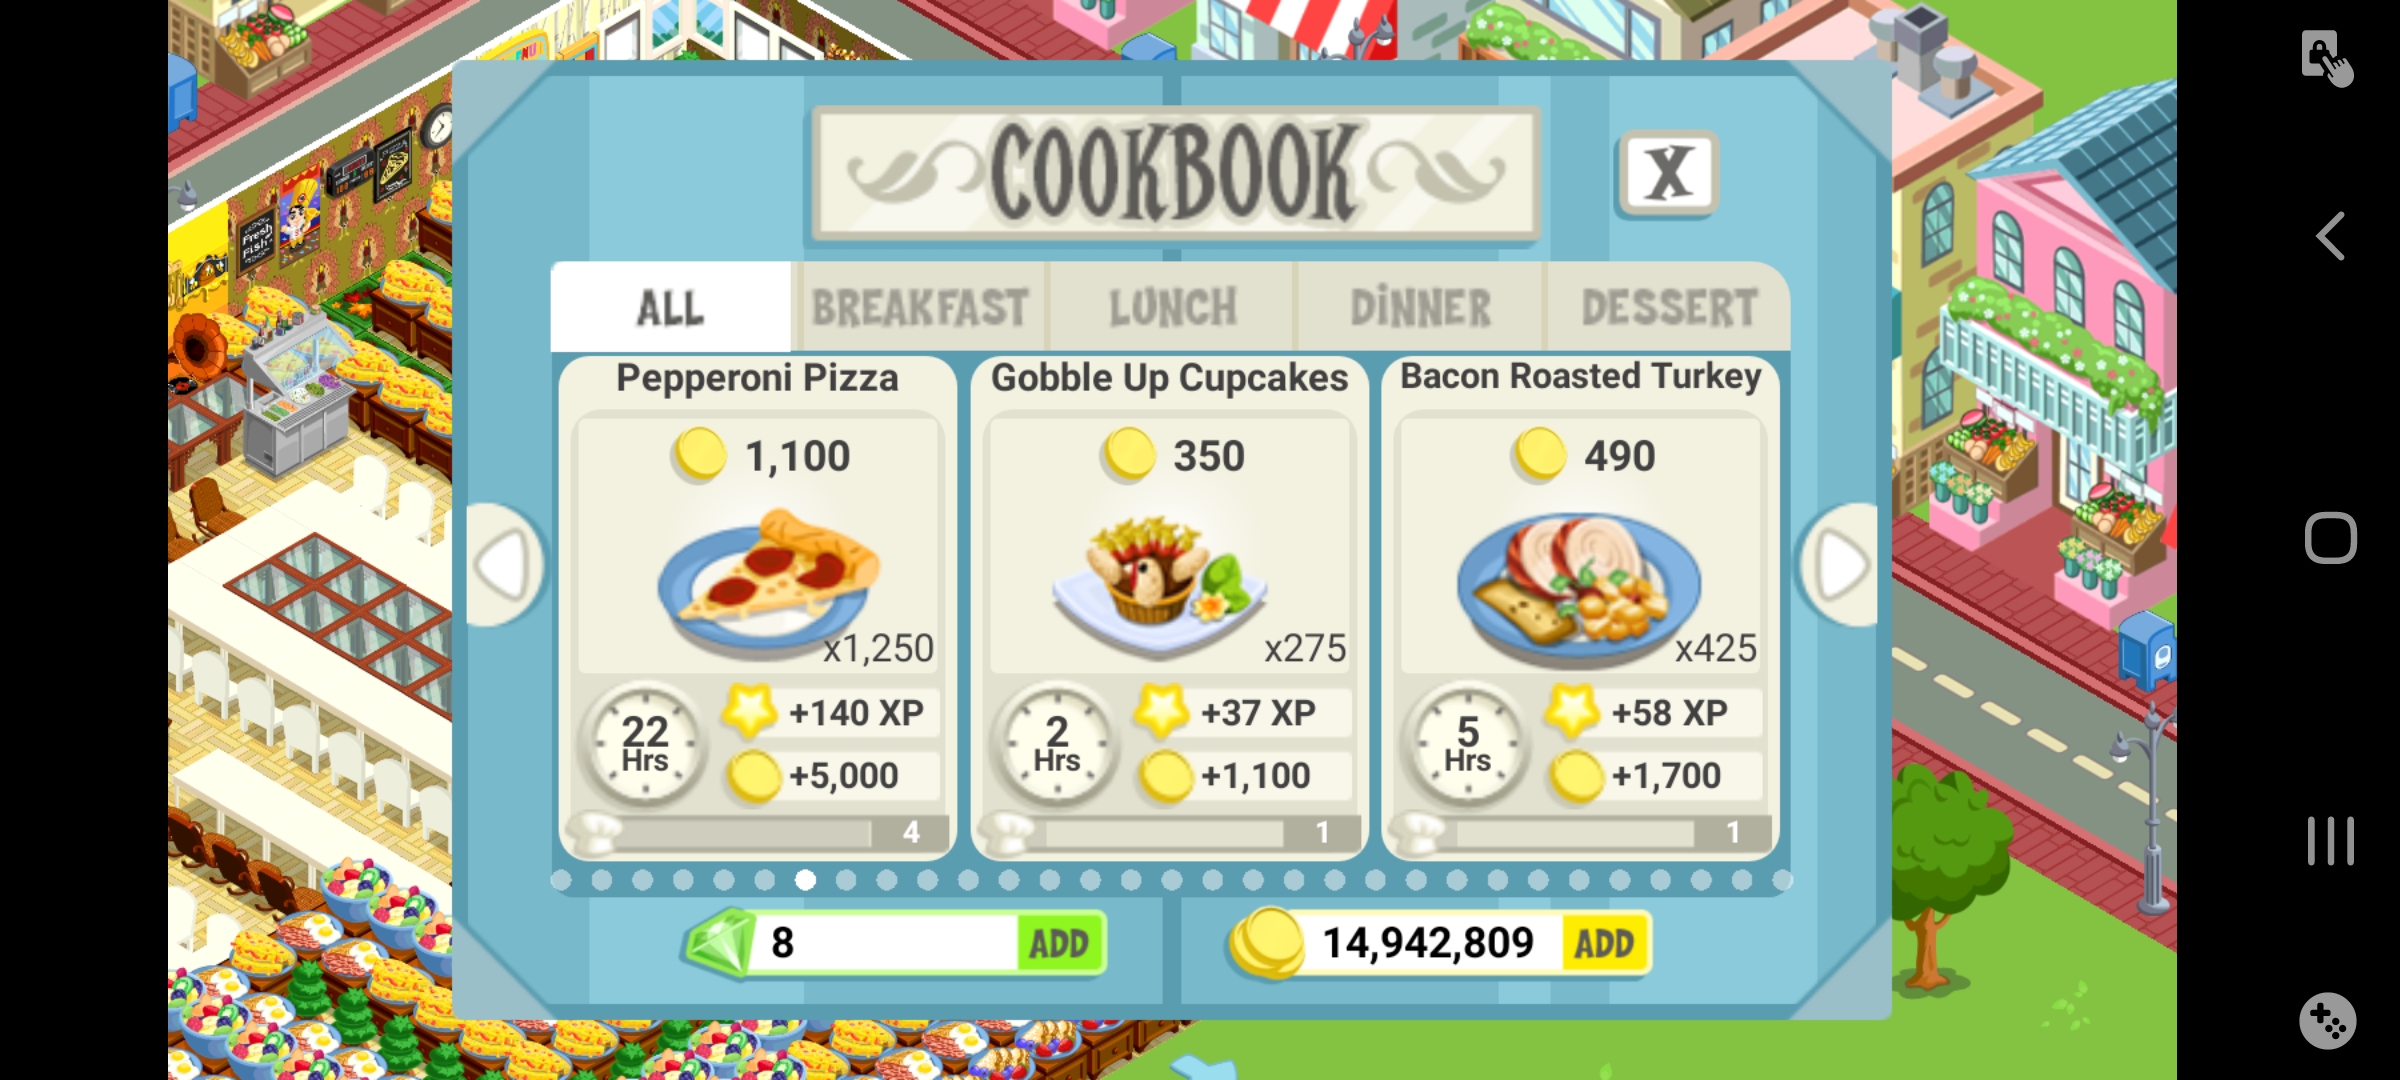 COOKBOOK
X
ALL
BREAKFAST
LUNCH
DINNER
DESSERT
Pepperoni Pizza
1,100
x1,250
22
Hrs
+140 XP
+5,000
4
Gobble Up Cupcakes
350
x275
2
Hrs
+37 XP
+1,100
1
Bacon Roasted Turkey
490
x425
5
Hrs
+58 XP
+1,700
1
8
ADD
14,942,809
ADD
Fresh
Fish